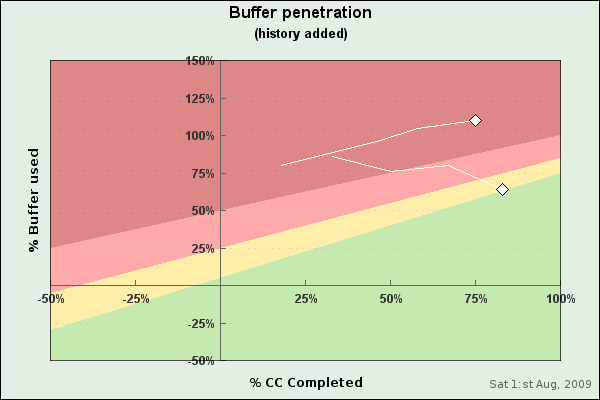 Buffer penetration
(history added)
150%
125%
100%
75%
50%
25%
-50%
-25%
25%
50%
75%
100%
-25%
-50%
% Buffer used
% CC Completed
Sat 1:st Aug, 2009